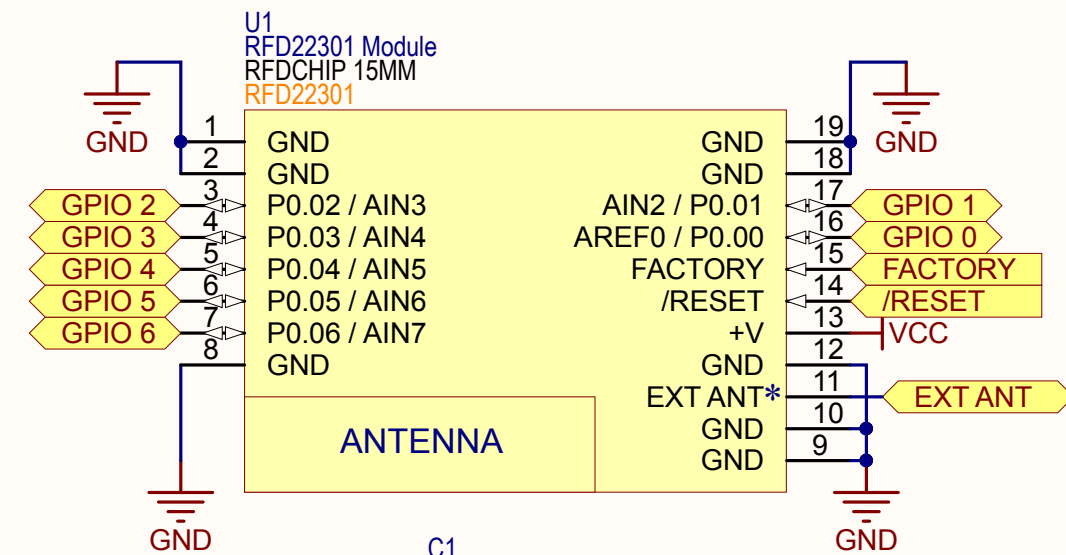 U1
RFD22301 Module
RFDCHIP 15MM
RFD22301
GND
1
GND
2
GND
GPIO 2
3
P0.02 / AIN3
GPIO 3
4
P0.03 / AIN4
GPIO 4
5
P0.04 / AIN5
GPIO 5
6
P0.05 / AIN6
GPIO 6
7
P0.06 / AIN7
8
GND
GND
ANTENNA
GND
19
GND
GND
18
AIN2 / P0.01
17
GPIO 1
AREF0 / P0.00
16
GPIO 0
FACTORY
15
FACTORY
/RESET
14
/RESET
+V
13
VCC
GND
12
EXT ANT*
11
EXT ANT
GND
10
GND
9
GND
C1